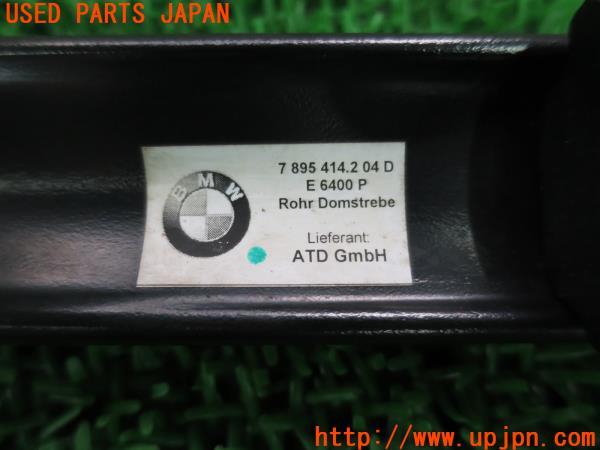 USED PARTS JAPAN
BMW
7 895 414.2 04 D
E 6400 P
Rohr Domstrebe
Lieferant:
ATD GmbH
http://www.upjpn.com